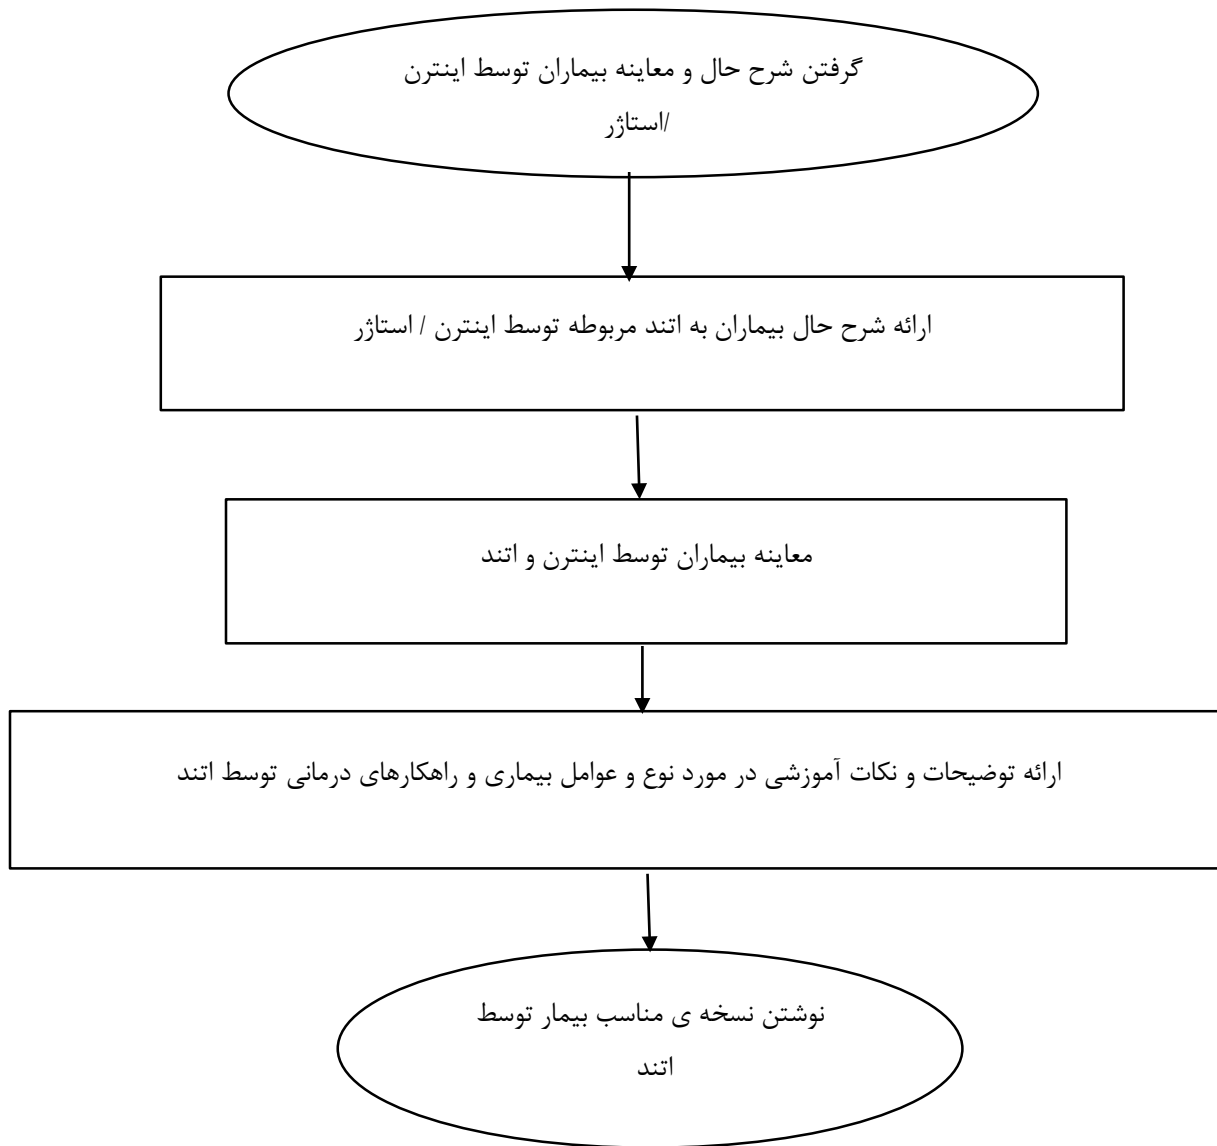 گرفتن شرح حال و معاینه بیماران توسط اینترن
/استاژر
ارائه شرح حال بیماران به اتند مربوطه توسط اینترن / استاژر
معاینه بیماران توسط اینترن و اتند
ارائه توضیحات و نکات آموزشی در مورد نوع و عوامل بیماری و راهکارهای درمانی توسط اتند
نوشتن نسخه ی مناسب بیمار توسط
اتند